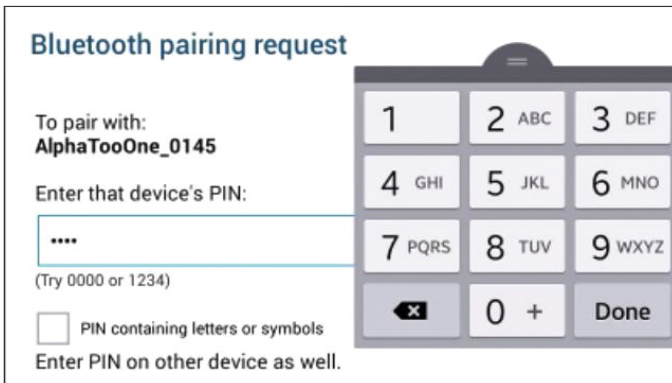 Bluetooth pairing request
To pair with:
AlphaTooOne_0145
Enter that device's PIN:
••••
(Try 0000 or 1234)
PIN containing letters or symbols
Enter PIN on other device as well.
1 2 ABC 3 DEF
4 GHI 5 JKL 6 MNO
7 PQRS 8 TUV 9 WXYZ
0 + Done